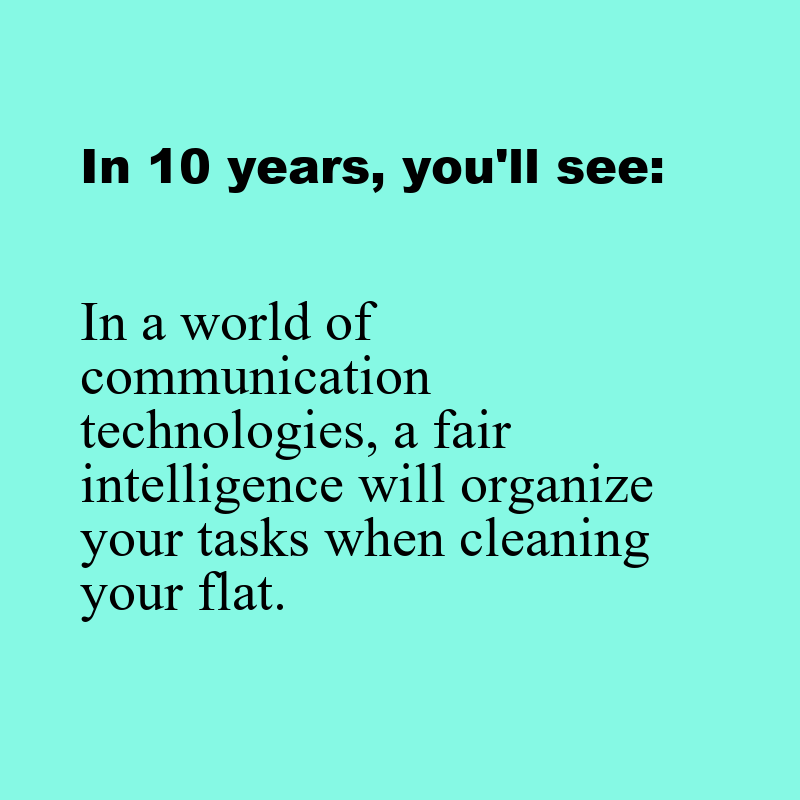 In 10 years, you'll see:
In a world of
communication
technologies, a fair
intelligence will organize
your tasks when cleaning
your flat.